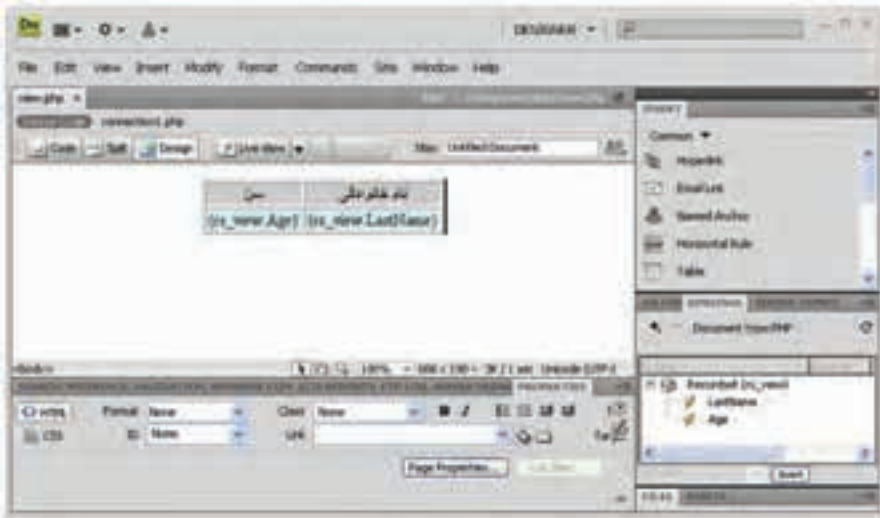 Dw
DESIGNER
File Edit View Insert Modify Format Commands Site Window Help
view.php
connection1.php
Code Split Design Live View Title: Untitled Document
سن نام خانوادگی
{rs_view.Age} {rs_view.LastName}
<body>
100%
Unicode (UTF-8)
PROPERTIES
HTML Format None Class None B I
CSS ID None Link
Page Properties...
INSERT
Common
Hyperlink
Email Link
Named Anchor
Horizontal Rule
Table
BINDINGS
Document type: PHP
Recordset (rs_view)
LastName
Age
Insert
FILES